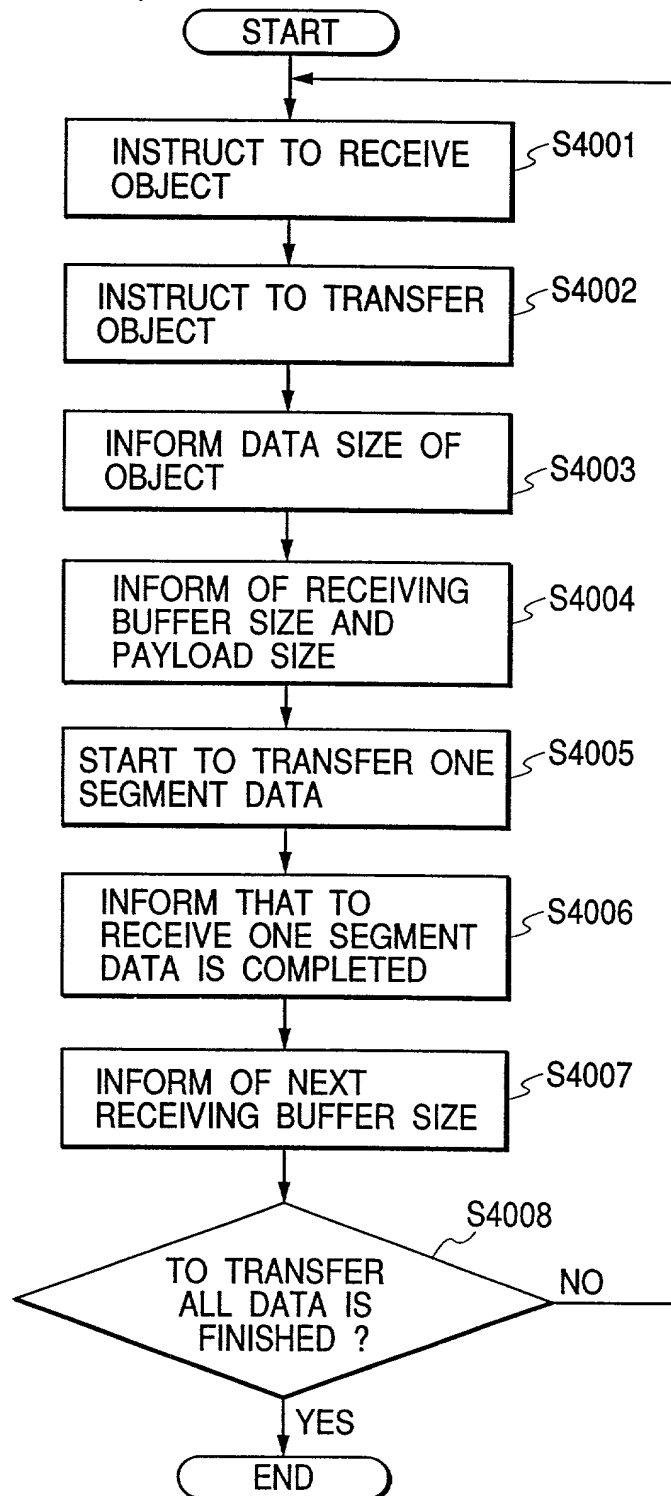 START
INSTRUCT TO RECEIVE
OBJECT
S4001
INSTRUCT TO TRANSFER
OBJECT
S4002
INFORM DATA SIZE OF
OBJECT
S4003
INFORM OF RECEIVING
BUFFER SIZE AND
PAYLOAD SIZE
S4004
START TO TRANSFER ONE
SEGMENT DATA
S4005
INFORM THAT TO
RECEIVE ONE SEGMENT
DATA IS COMPLETED
S4006
INFORM OF NEXT
RECEIVING BUFFER SIZE
S4007
S4008
TO TRANSFER
ALL DATA IS
FINISHED ?
NO
YES
END